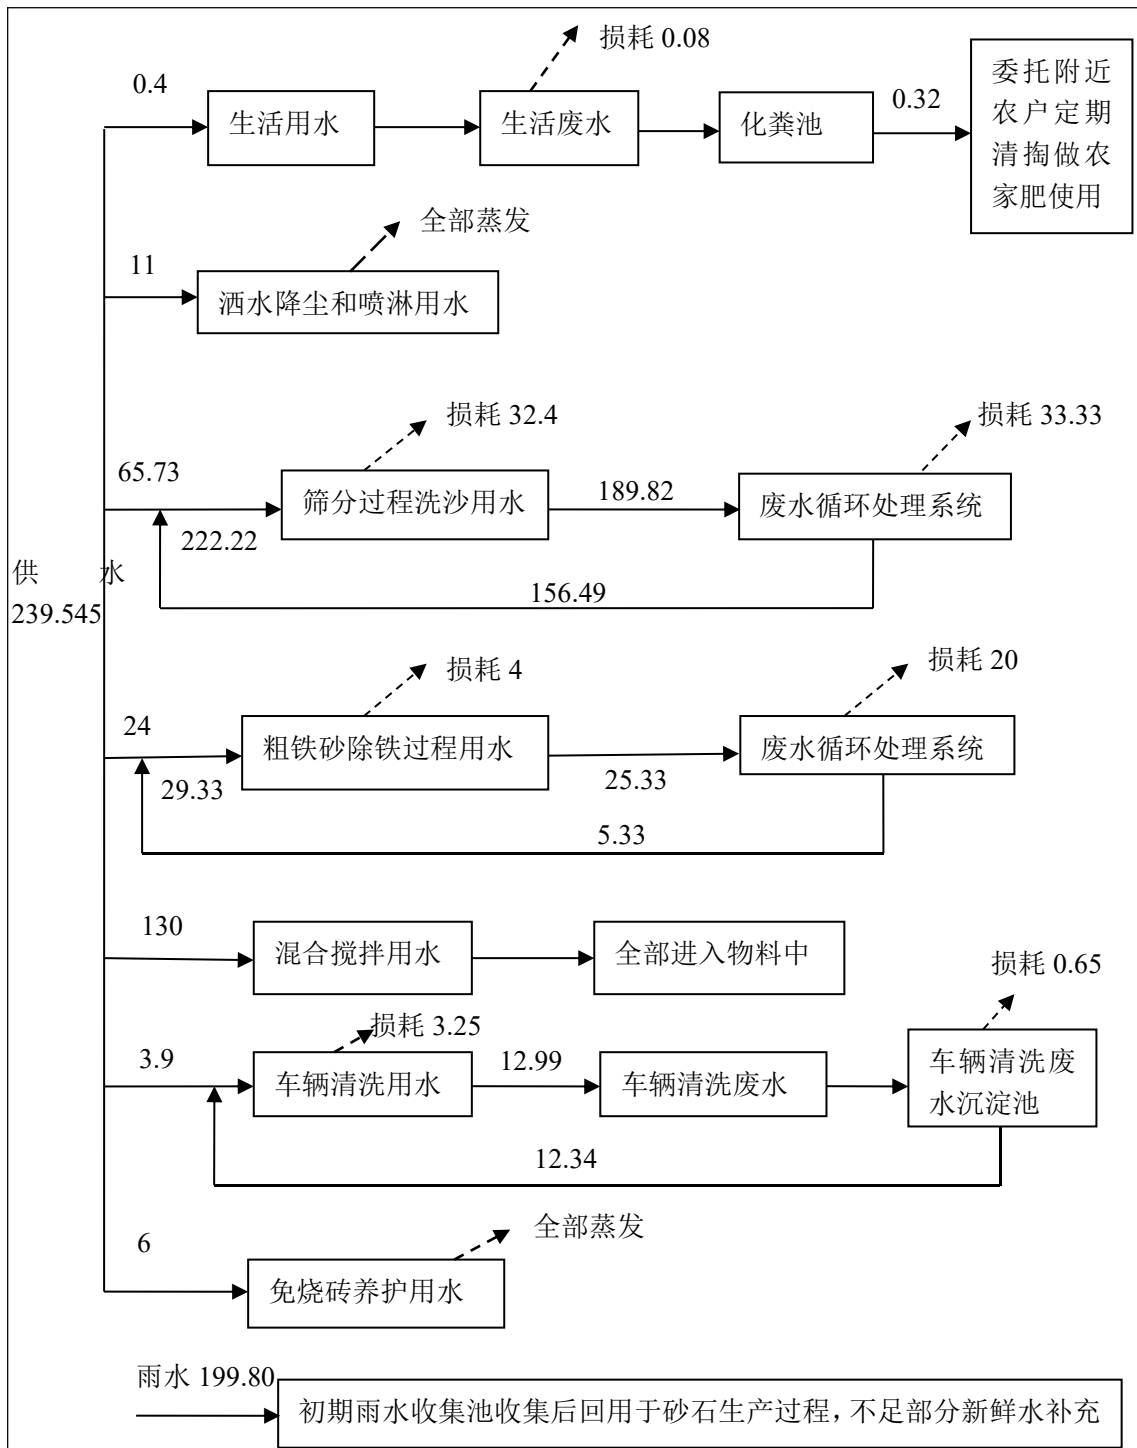 损耗 0.08
0.4
生活用水
生活废水
化粪池
0.32
委托附近
农户定期
清掏做农
家肥使用
全部蒸发
11
洒水降尘和喷淋用水
损耗 32.4
损耗 33.33
65.73
筛分过程洗沙用水
189.82
废水循环处理系统
222.22
供 水
239.545
156.49
损耗 4
损耗 20
24
粗铁砂除铁过程用水
废水循环处理系统
29.33
25.33
5.33
130
混合搅拌用水
全部进入物料中
损耗 0.65
损耗 3.25
3.9
车辆清洗用水
12.99
车辆清洗废水
车辆清洗废
水沉淀池
12.34
全部蒸发
6
免烧砖养护用水
雨水 199.80
初期雨水收集池收集后回用于砂石生产过程，不足部分新鲜水补充